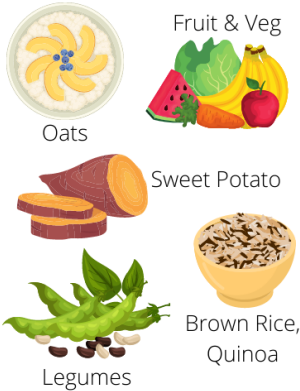 Fruit & Veg
Oats
Sweet Potato
Brown Rice,
Quinoa
Legumes